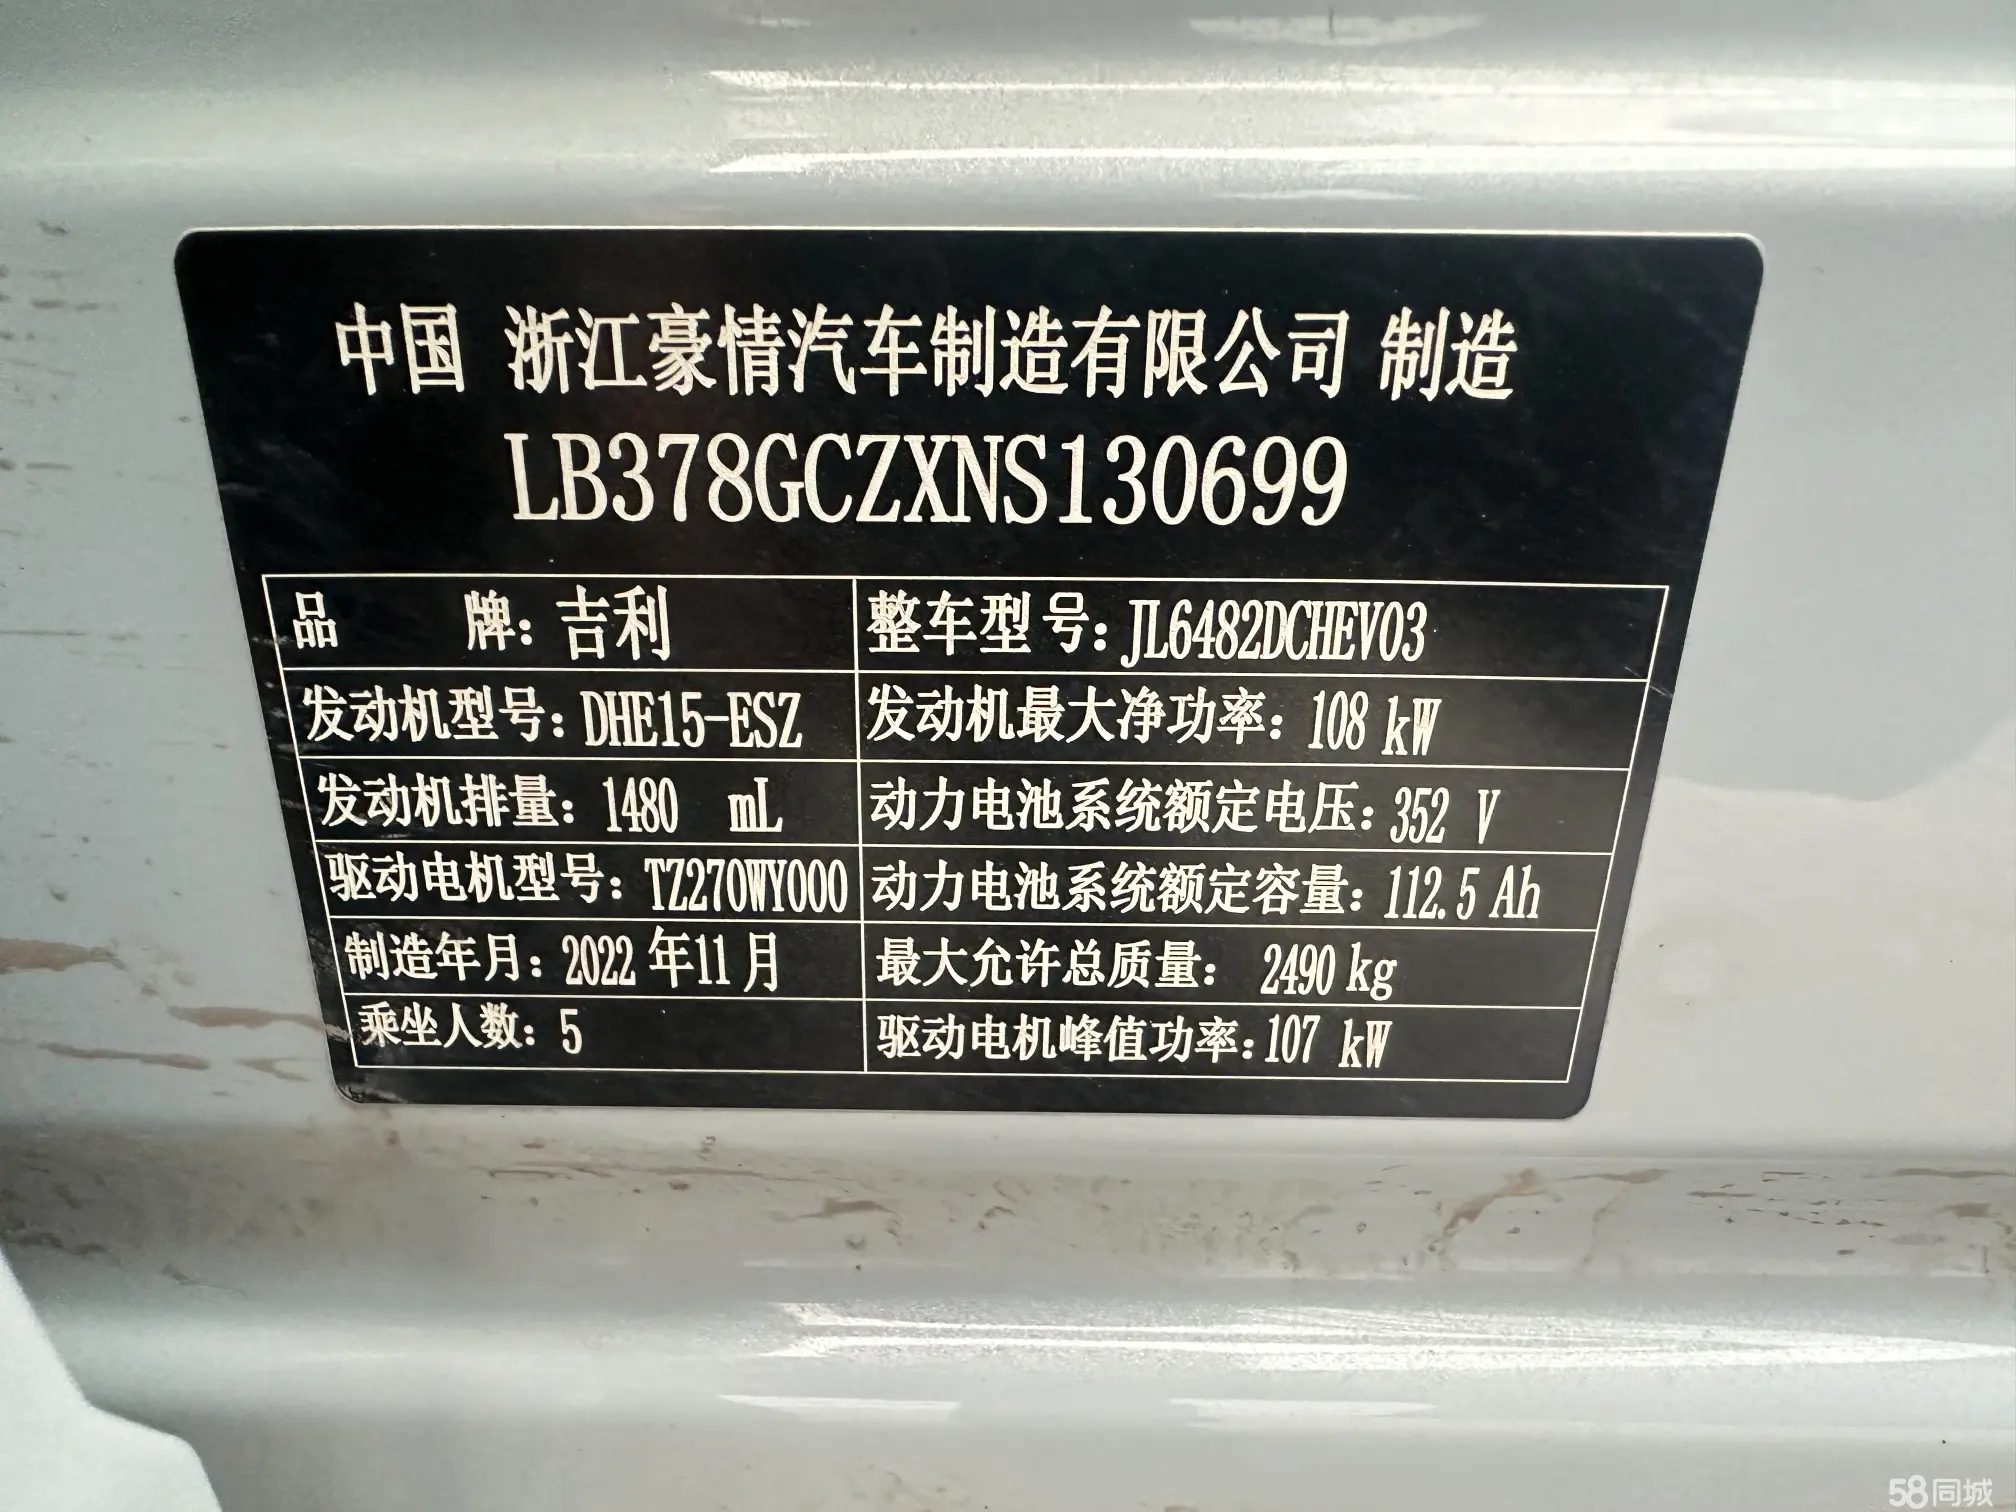 中国 浙江豪情汽车制造有限公司 制造
LB378GCZXNS130699
品 牌: 吉利 整车型号: JL6482DCHEV03
发动机型号: DHE15-ESZ 发动机最大净功率: 108 kW
发动机排量: 1480 mL 动力电池系统额定电压: 352 V
驱动电机型号: TZ270WY000 动力电池系统额定容量: 112.5 Ah
制造年月: 2022 年11 月 最大允许总质量: 2490 kg
乘坐人数: 5 驱动电机峰值功率: 107 kW
58同城